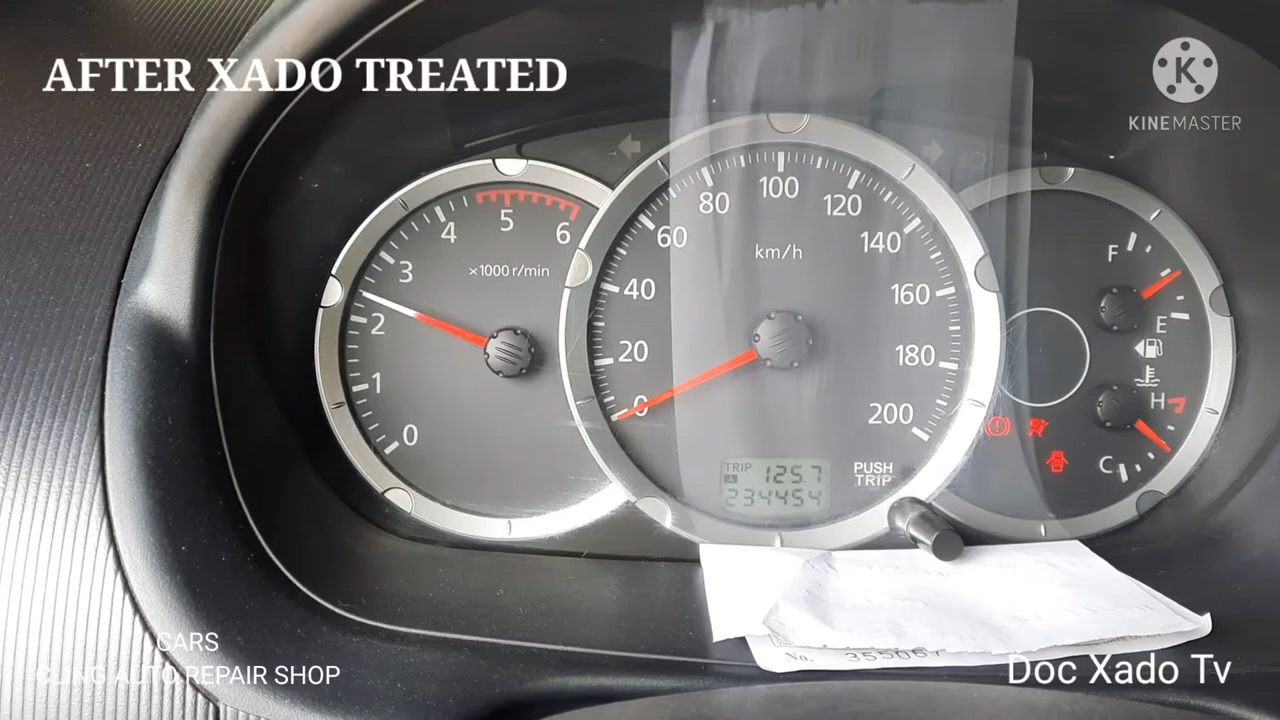 AFTER XADO TREATED
K
KINEMASTER
0
1
2
3
4
5
6
×1000 r/min
0
20
40
60
80
100
120
140
160
180
200
km/h
TRIP
A
125.7
234454
PUSH
TRIP
F
E
H
C
CARS
AUTO REPAIR SHOP
No.
Doc Xado Tv